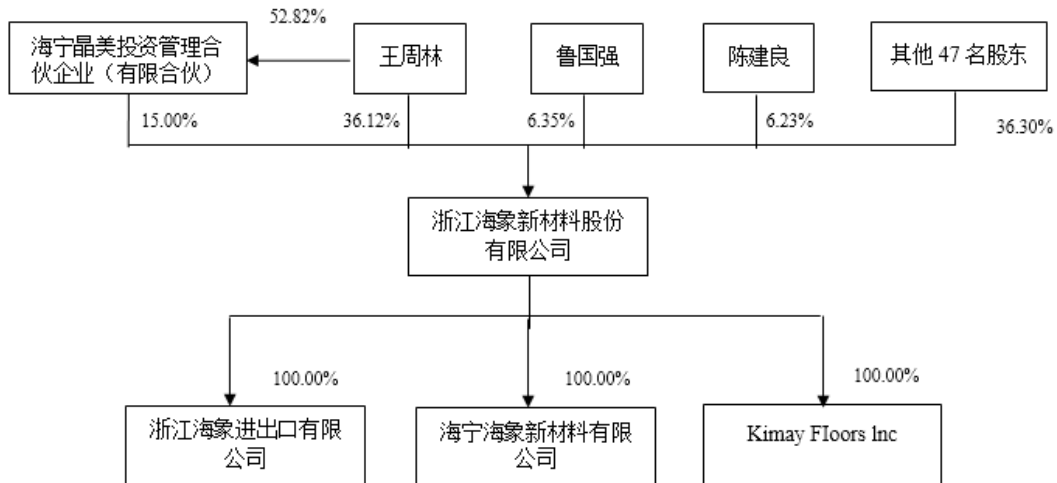 52.82%
海宁晶美投资管理合
伙企业（有限合伙）
王周林
鲁国强
陈建良
其他 47 名股东
15.00%
36.12%
6.35%
6.23%
36.30%
浙江海象新材料股份
有限公司
100.00%
100.00%
100.00%
浙江海象进出口有限
公司
海宁海象新材料有限
公司
Kimay Floors Inc